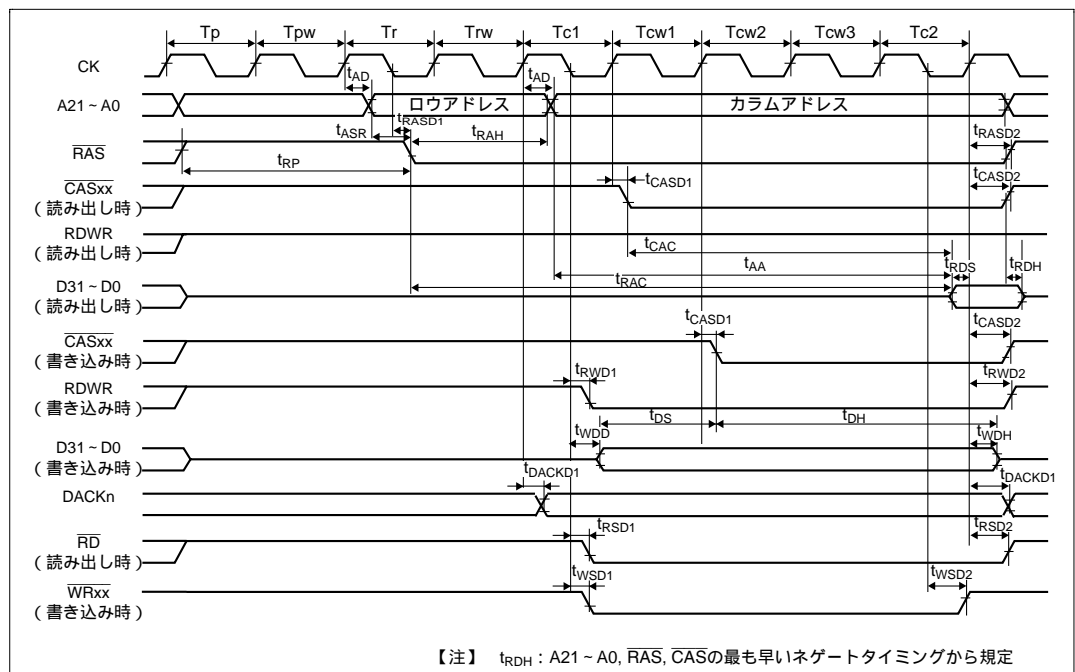 Tp Tpw Tr Trw Tc1 Tcw1 Tcw2 Tcw3 Tc2
CK
tAD tAD
A21～A0 ロウアドレス カラムアドレス
tRASD1
tASR tRAH tRASD2
RAS
tRP
tCASD1 tCASD2
CASxx
(読み出し時)
RDWR
(読み出し時)
tCAC
tAA tRDS tRDH
tRAC
D31～D0
(読み出し時)
tCASD1 tCASD2
CASxx
(書き込み時)
tRWD1 tRWD2
RDWR
(書き込み時)
tDS tDH
tWDD tWDH
D31～D0
(書き込み時)
tDACKD1 tDACKD1
DACKn
tRSD1 tRSD2
RD
(読み出し時)
tWSD1 tWSD2
WRxx
(書き込み時)
【注】 tRDH：A21～A0, RAS, CASの最も早いネゲートタイミングから規定